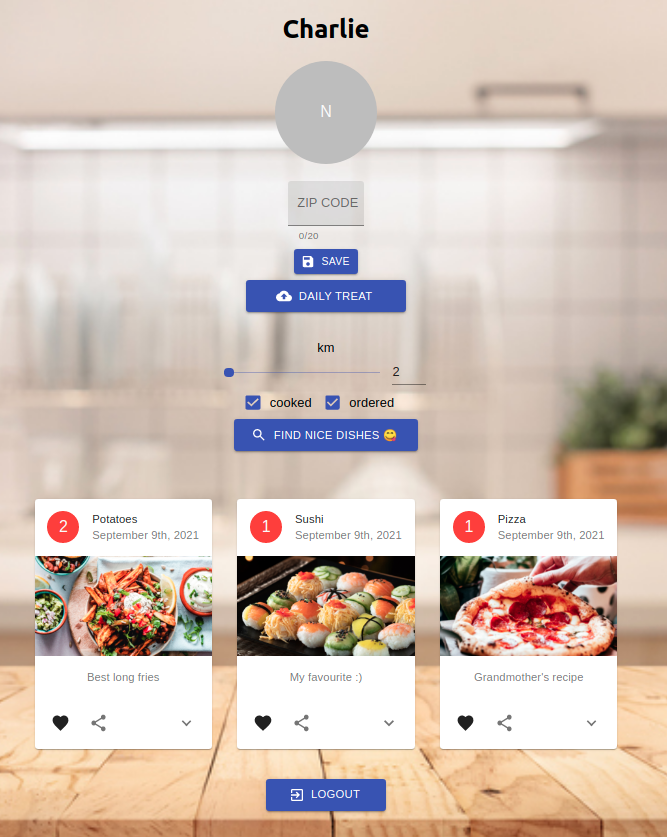 Charlie
N
ZIP CODE
0/20
SAVE
DAILY TREAT
km
2
cooked ordered
FIND NICE DISHES 😋
2
Potatoes
September 9th, 2021
Best long fries
1
Sushi
September 9th, 2021
My favourite :)
1
Pizza
September 9th, 2021
Grandmother's recipe
LOGOUT